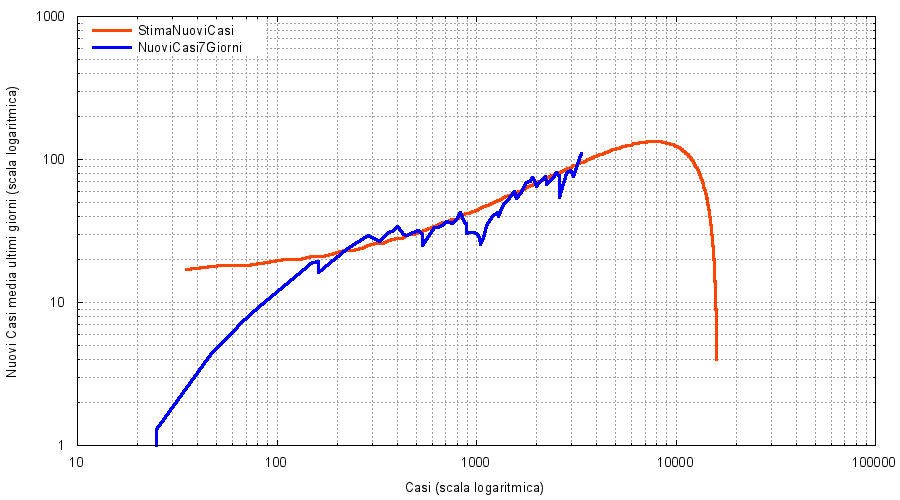 1000
StimaNuoviCasi
NuoviCasi7Giorni
100
10
1
10
100
1000
10000
100000
Nuovi Casi media ultimi giorni (scala logaritmica)
Casi (scala logaritmica)